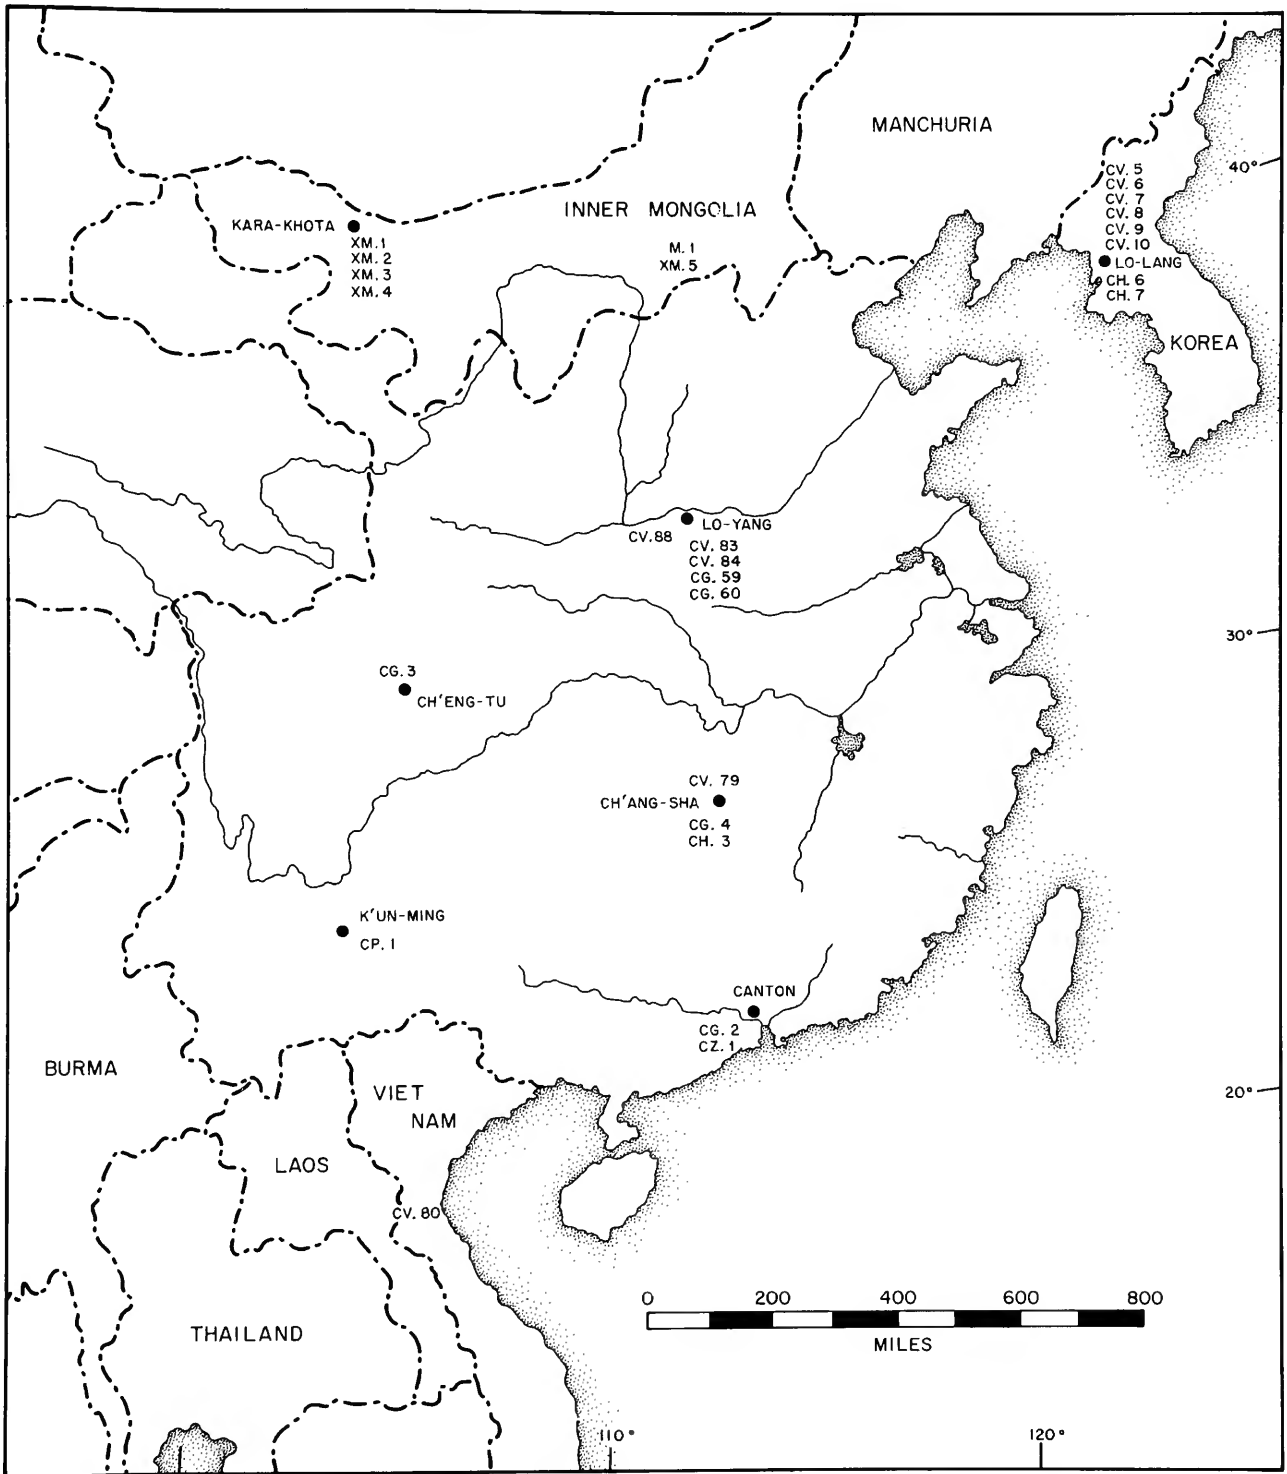 MANCHURIA
40°
CV. 5
CV. 6
CV. 7
CV. 8
CV. 9
CV. 10
LO-LANG
CH. 6
CH. 7
KOREA
INNER MONGOLIA
M. 1
XM. 5
KARA-KHOTA
XM. 1
XM. 2
XM. 3
XM. 4
LO-YANG
CV. 88
CV. 83
CV. 84
CG. 59
CG. 60
30°
CG. 3
CH'ENG-TU
CV. 79
CH'ANG-SHA
CG. 4
CH. 3
K'UN-MING
CP. 1
CANTON
CG. 2
CZ. 1
BURMA
VIET
NAM
20°
LAOS
CV. 80
THAILAND
0 200 400 600 800
MILES
110° 120°